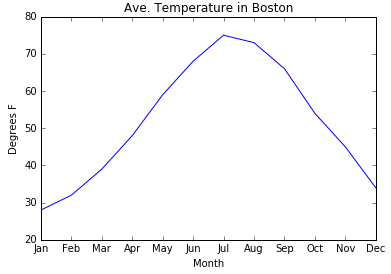 Ave. Temperature in Boston
80
70
60
50
40
30
20
Degrees F
Jan Feb Mar Apr May Jun Jul Aug Sep Oct Nov Dec
Month